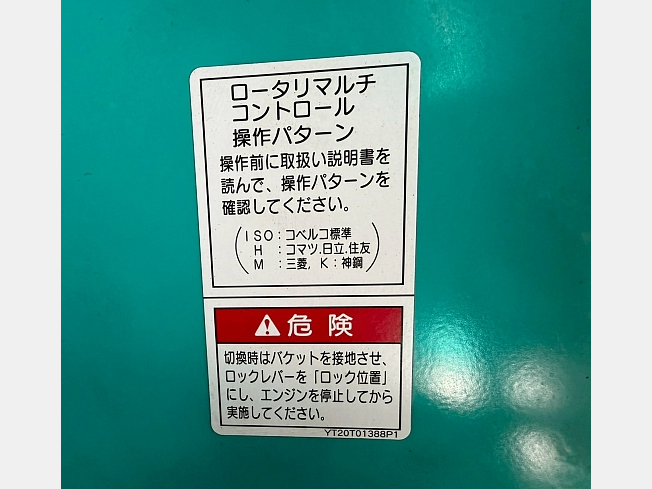 ロータリマルチ
コントロール
操作パターン
操作前に取扱い説明書を
読んで、操作パターンを
確認してください。
ISO：コベルコ標準
H：コマツ.日立.住友
M：三菱, K：神鋼
危険
切換時はバケットを接地させ、
ロックレバーを「ロック位置」
にし、エンジンを停止してから
実施してください。
YT20T01388P1